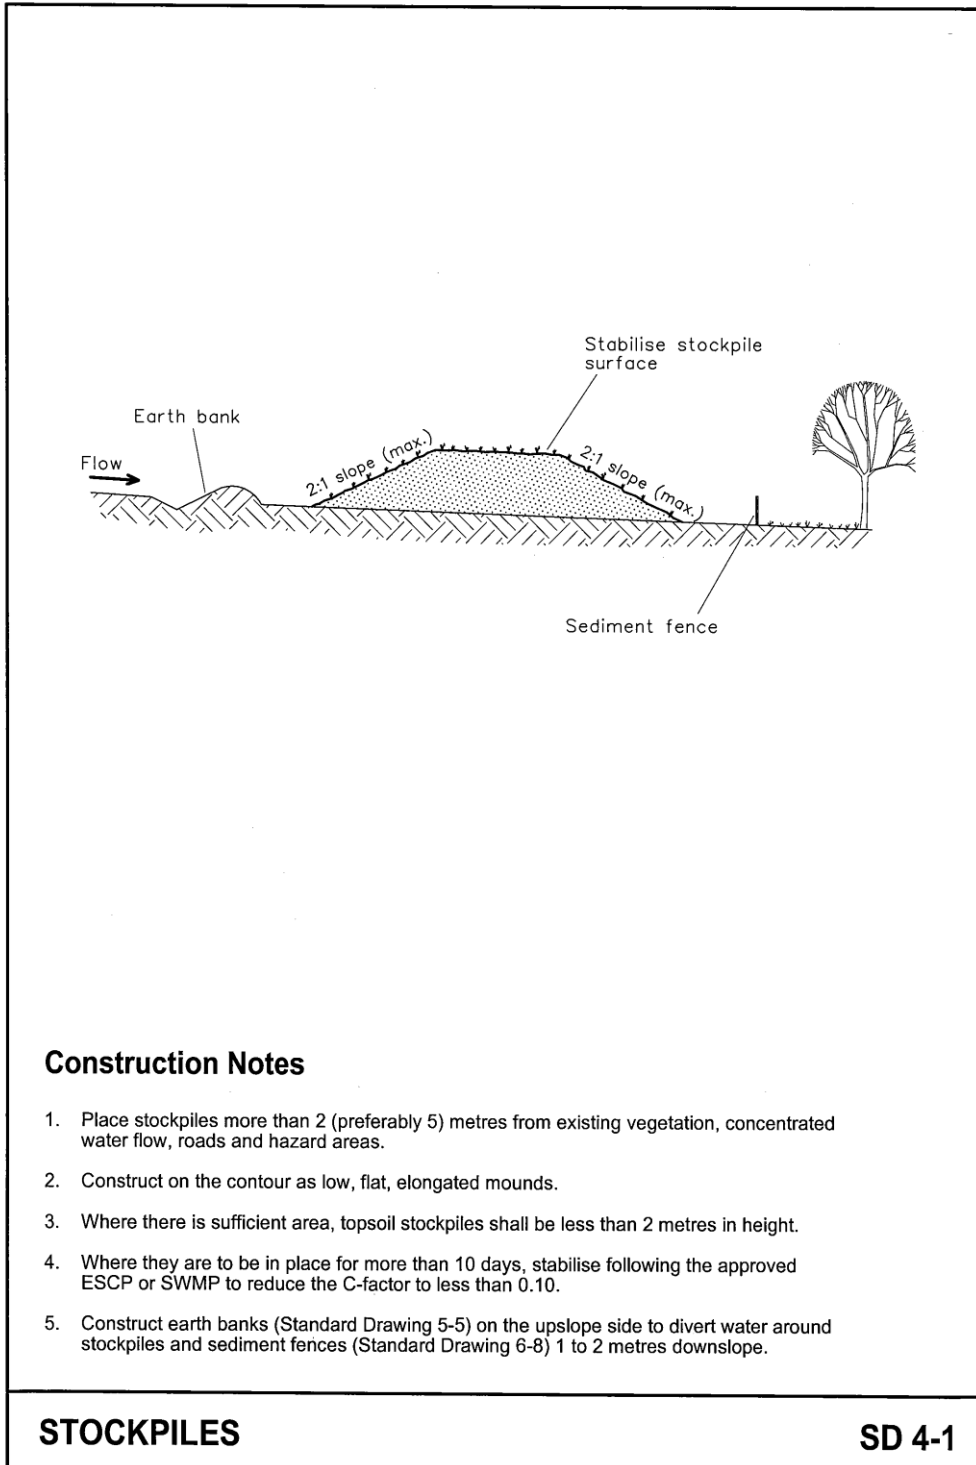 Stabilise stockpile
surface
Earth bank
Flow
2:1 slope (max.)
2:1 slope (max.)
Sediment fence
Construction Notes
1. Place stockpiles more than 2 (preferably 5) metres from existing vegetation, concentrated
water flow, roads and hazard areas.
2. Construct on the contour as low, flat, elongated mounds.
3. Where there is sufficient area, topsoil stockpiles shall be less than 2 metres in height.
4. Where they are to be in place for more than 10 days, stabilise following the approved
ESCP or SWMP to reduce the C-factor to less than 0.10.
5. Construct earth banks (Standard Drawing 5-5) on the upslope side to divert water around
stockpiles and sediment fences (Standard Drawing 6-8) 1 to 2 metres downslope.
STOCKPILES SD 4-1